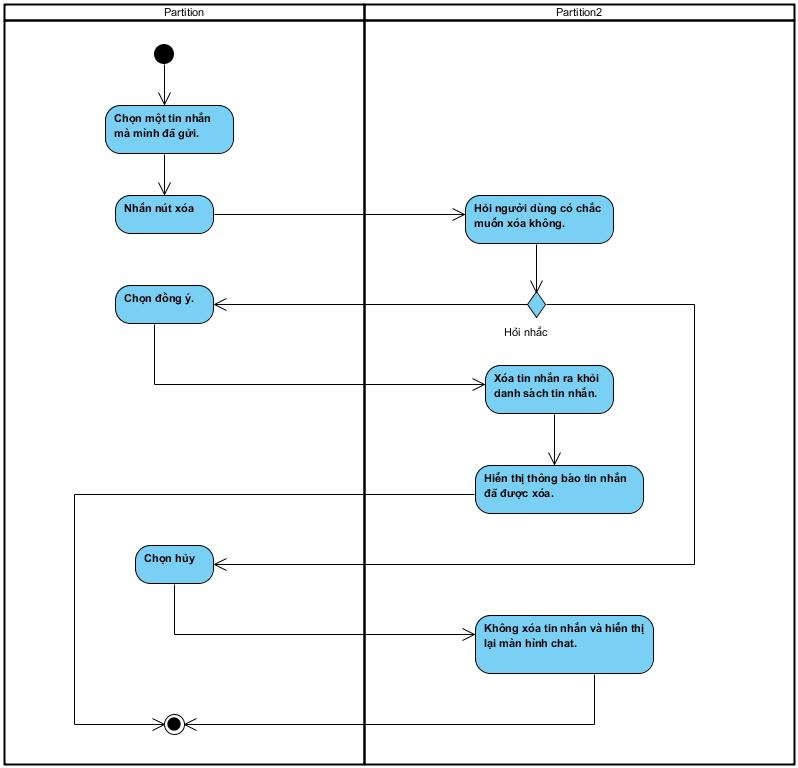 Partition
Partition2
Chọn một tin nhắn
mà mình đã gửi.
Nhấn nút xóa
Hỏi người dùng có chắc
muốn xóa không.
Chọn đồng ý.
Hỏi nhắc
Xóa tin nhắn ra khỏi
danh sách tin nhắn.
Hiển thị thông báo tin nhắn
đã được xóa.
Chọn hủy
Không xóa tin nhắn và hiển thị
lại màn hình chat.